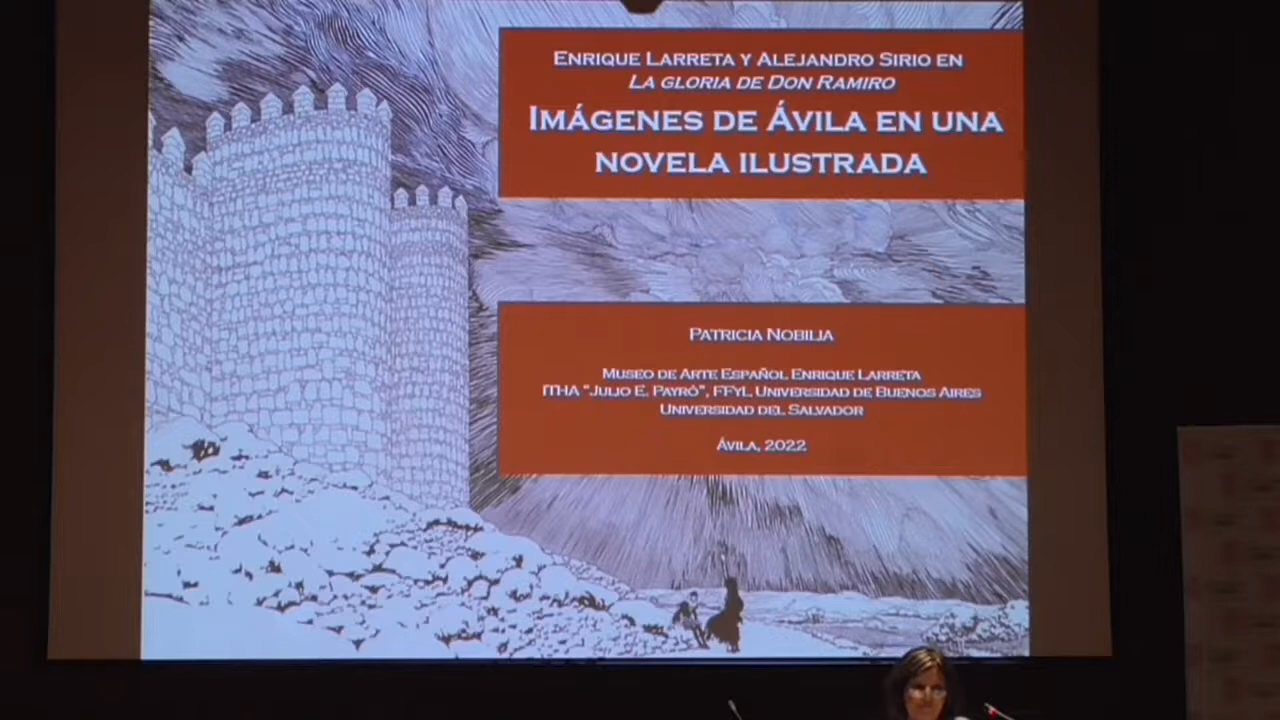 ENRIQUE LARRETA Y ALEJANDRO SIRIO EN
LA GLORIA DE DON RAMIRO
IMÁGENES DE ÁVILA EN UNA
NOVELA ILUSTRADA
PATRICIA NOBILIA
MUSEO DE ARTE ESPAÑOL ENRIQUE LARRETA
ITHA “JULIO E. PAYRÓ”, FFYL, UNIVERSIDAD DE BUENOS AIRES
UNIVERSIDAD DEL SALVADOR
ÁVILA, 2022